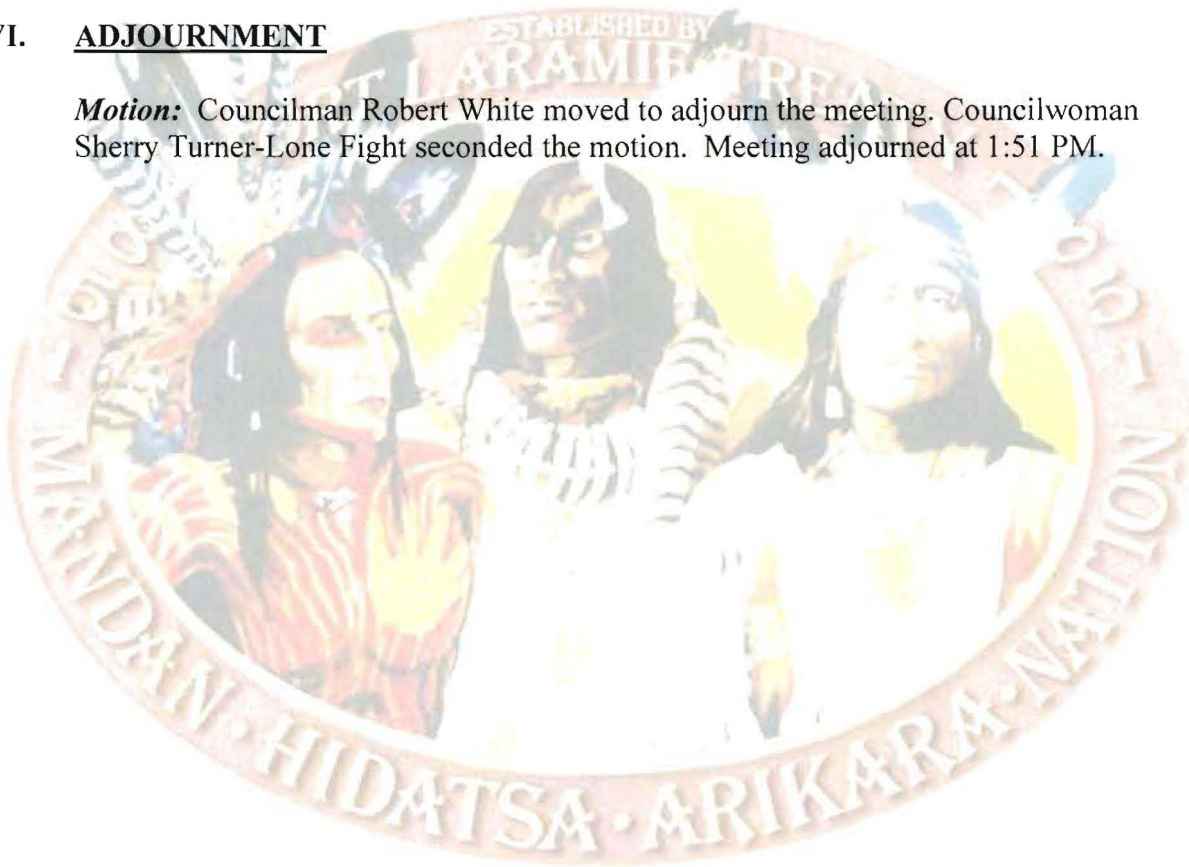 VI. ADJOURNMENT
Motion: Councilman Robert White moved to adjourn the meeting. Councilwoman
Sherry Turner-Lone Fight seconded the motion. Meeting adjourned at 1:51 PM.
ESTABLISHED BY
LARAMIE
MANDAN · HIDATSA · ARIKARA · NATION